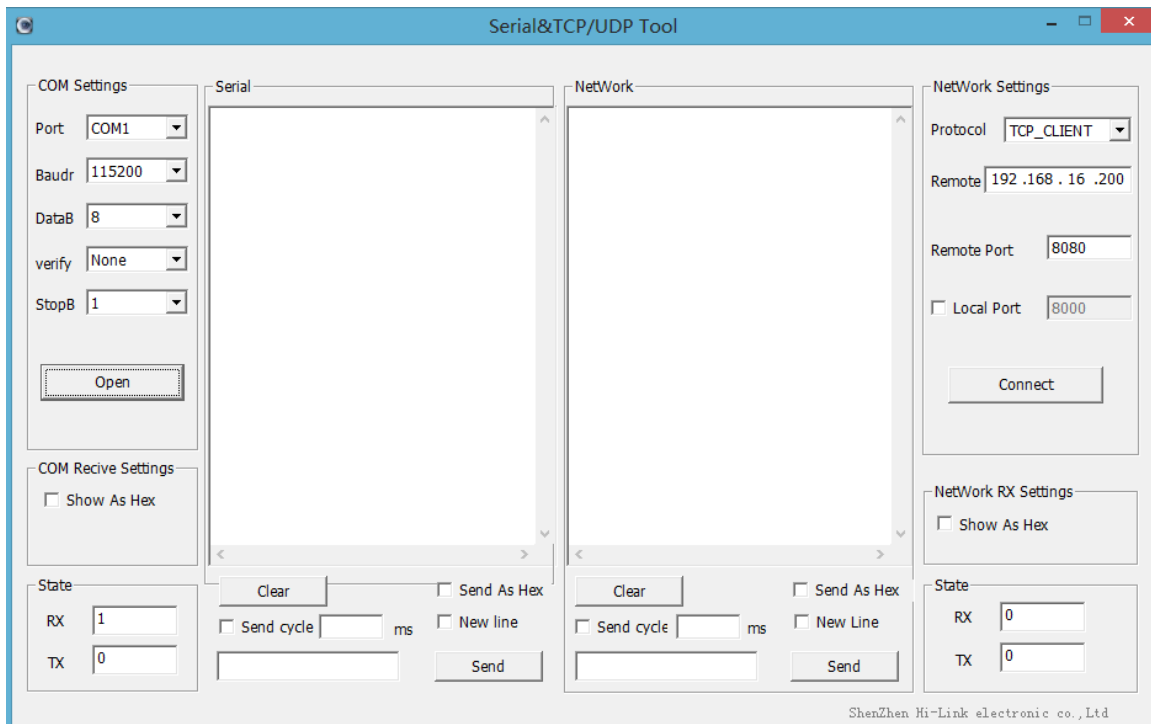 Serial&TCP/UDP Tool
COM Settings
Port COM1
Baudr 115200
DataB 8
verify None
StopB 1
Open
COM Recive Settings
Show As Hex
State
RX 1
TX 0
Serial
Clear
Send As Hex
Send cycle ms
New line
Send
NetWork
Clear
Send As Hex
Send cycle ms
New Line
Send
NetWork Settings
Protocol TCP_CLIENT
Remote 192 .168 . 16 .200
Remote Port 8080
Local Port 8000
Connect
NetWork RX Settings
Show As Hex
State
RX 0
TX 0
ShenZhen Hi-Link electronic co.,Ltd